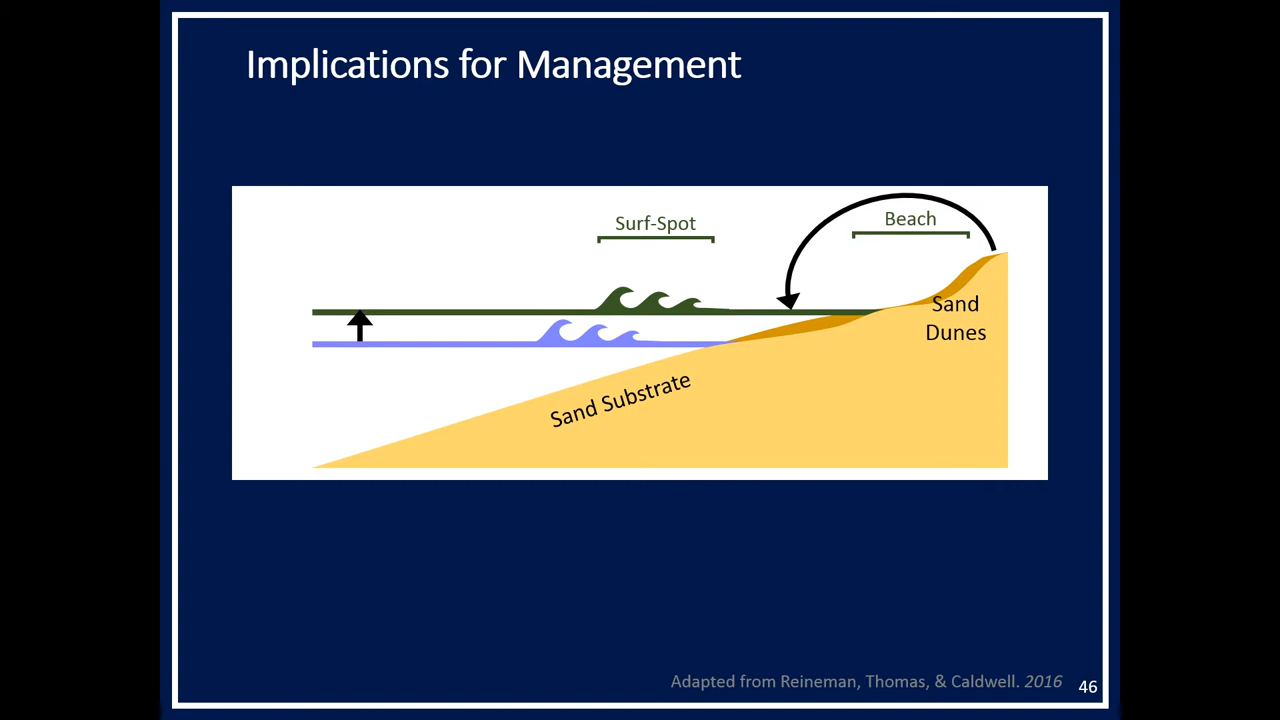 Implications for Management
Surf-Spot
Beach
Sand
Dunes
Sand Substrate
Adapted from Reineman, Thomas, & Caldwell. 2016
46